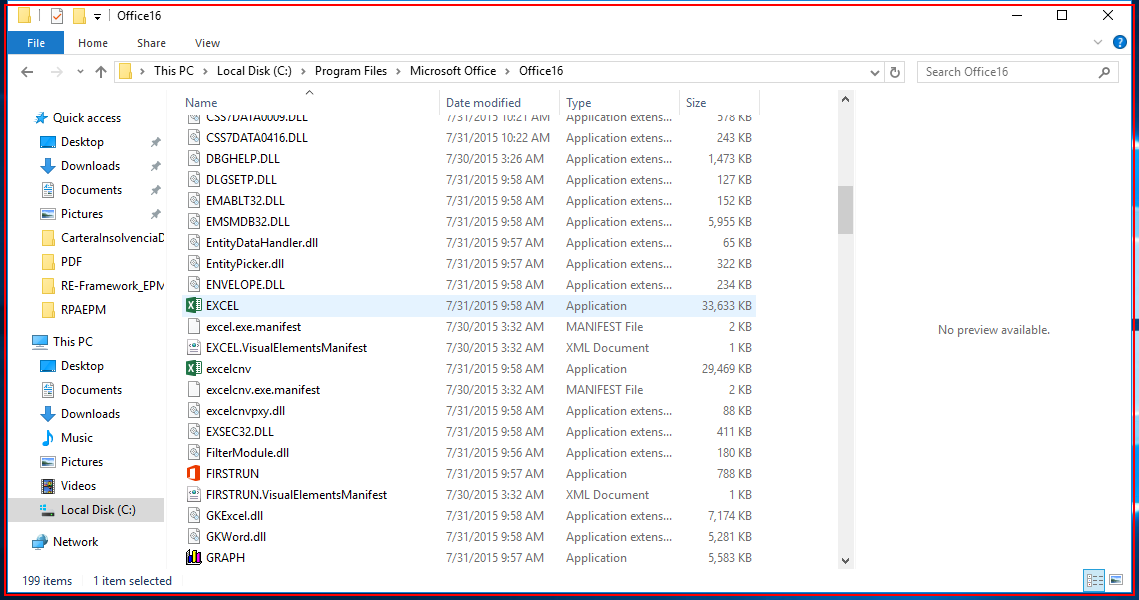 Office16
File Home Share View
This PC Local Disk (C:) Program Files Microsoft Office Office16
Search Office16
Quick access
Desktop
Downloads
Documents
Pictures
CarteraInsolvenciaD
PDF
RE-Framework_EPM
RPAEPM
This PC
Desktop
Documents
Downloads
Music
Pictures
Videos
Local Disk (C:)
Network
Name Date modified Type Size
CSS7DATA0009.DLL 7/31/2015 10:21 AM Application extens... 578 KB
CSS7DATA0416.DLL 7/31/2015 10:22 AM Application extens... 243 KB
DBGHELP.DLL 7/30/2015 3:26 AM Application extens... 1,473 KB
DLGSETP.DLL 7/31/2015 9:58 AM Application extens... 127 KB
EMABLT32.DLL 7/31/2015 9:58 AM Application extens... 152 KB
EMSMDB32.DLL 7/31/2015 9:58 AM Application extens... 5,955 KB
EntityDataHandler.dll 7/31/2015 9:57 AM Application extens... 65 KB
EntityPicker.dll 7/31/2015 9:57 AM Application extens... 322 KB
ENVELOPE.DLL 7/31/2015 9:58 AM Application extens... 234 KB
EXCEL 7/31/2015 9:58 AM Application 33,633 KB
excel.exe.manifest 7/30/2015 3:32 AM MANIFEST File 2 KB
EXCEL.VisualElementsManifest 7/30/2015 3:32 AM XML Document 1 KB
excelcnv 7/31/2015 9:58 AM Application 29,469 KB
excelcnv.exe.manifest 7/30/2015 3:32 AM MANIFEST File 2 KB
excelcnvpxy.dll 7/31/2015 9:58 AM Application extens... 88 KB
EXSEC32.DLL 7/31/2015 9:58 AM Application extens... 411 KB
FilterModule.dll 7/31/2015 9:56 AM Application extens... 180 KB
FIRSTRUN 7/31/2015 9:57 AM Application 788 KB
FIRSTRUN.VisualElementsManifest 7/30/2015 3:32 AM XML Document 1 KB
GKExcel.dll 7/31/2015 9:58 AM Application extens... 7,174 KB
GKWord.dll 7/31/2015 9:58 AM Application extens... 5,281 KB
GRAPH 7/31/2015 9:57 AM Application 5,583 KB
No preview available.
199 items 1 item selected